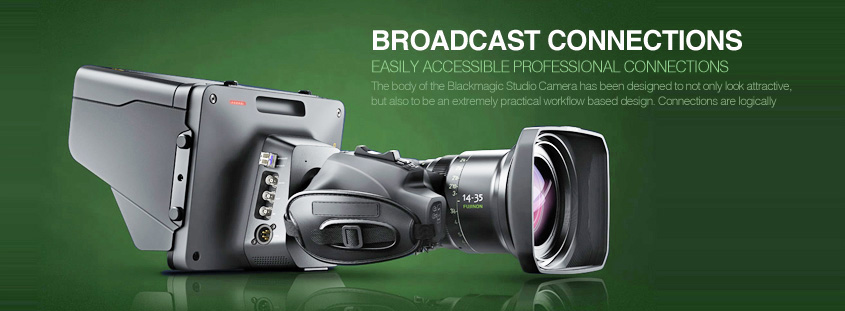 BROADCAST CONNECTIONS
EASILY ACCESSIBLE PROFESSIONAL CONNECTIONS
The body of the Blackmagic Studio Camera has been designed to not only look attractive,
but also to be an extremely practical workflow based design. Connections are logically
14-35
FUJINON